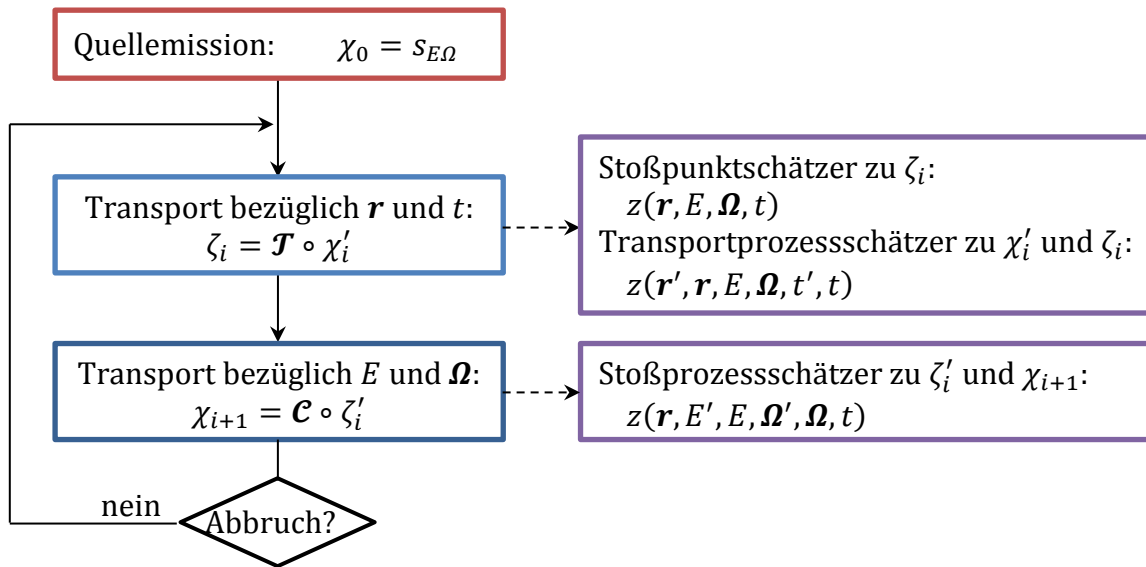 Quellemission: χ₀ = s_{EΩ}
Transport bezüglich r und t:
ζᵢ = 𝓣 ∘ χᵢ′
Stoßpunktschätzer zu ζᵢ:
z(r, E, Ω, t)
Transportprozessschätzer zu χᵢ′ und ζᵢ:
z(r′, r, E, Ω, t′, t)
Transport bezüglich E und Ω:
χᵢ₊₁ = 𝓒 ∘ ζᵢ′
Stoßprozessschätzer zu ζᵢ′ und χᵢ₊₁:
z(r, E′, E, Ω′, Ω, t)
nein
Abbruch?